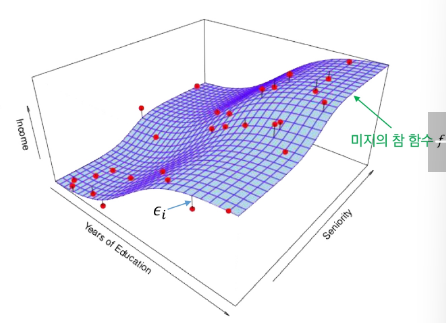 Income
미지의 참 함수 f
ϵi
Years of Education
Seniority